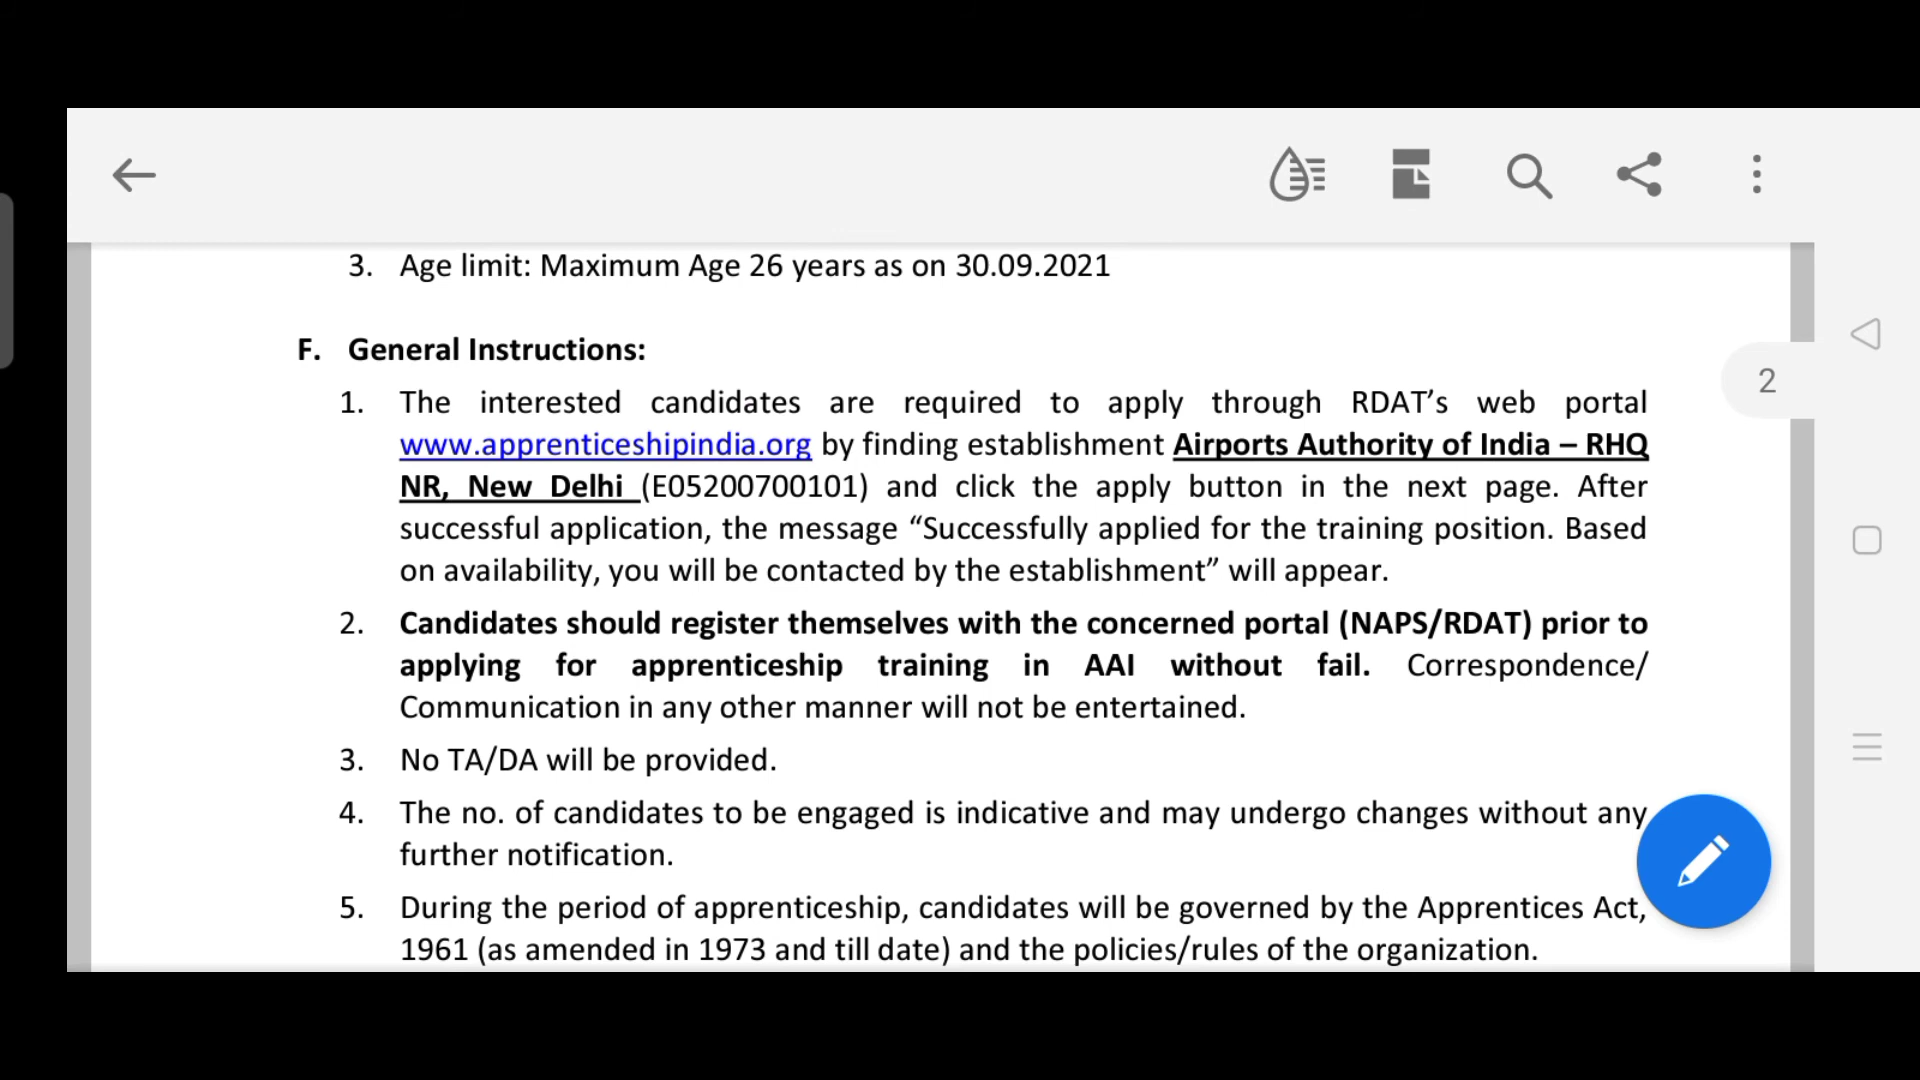 3. Age limit: Maximum Age 26 years as on 30.09.2021
F. General Instructions:
2
1. The interested candidates are required to apply through RDAT’s web portal
www.apprenticeshipindia.org by finding establishment Airports Authority of India – RHQ
NR, New Delhi (E05200700101) and click the apply button in the next page. After
successful application, the message “Successfully applied for the training position. Based
on availability, you will be contacted by the establishment” will appear.
2. Candidates should register themselves with the concerned portal (NAPS/RDAT) prior to
applying for apprenticeship training in AAI without fail. Correspondence/
Communication in any other manner will not be entertained.
3. No TA/DA will be provided.
4. The no. of candidates to be engaged is indicative and may undergo changes without any
further notification.
5. During the period of apprenticeship, candidates will be governed by the Apprentices Act,
1961 (as amended in 1973 and till date) and the policies/rules of the organization.